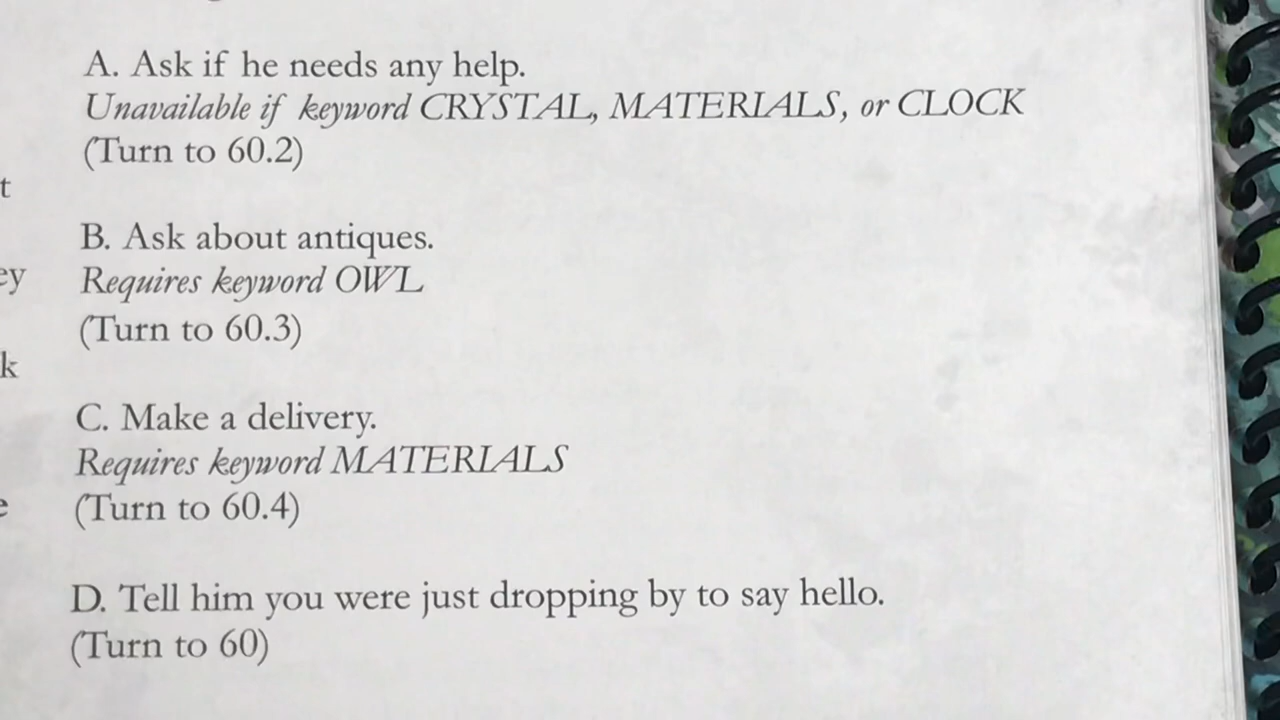 A. Ask if he needs any help.
Unavailable if keyword CRYSTAL, MATERIALS, or CLOCK
(Turn to 60.2)
B. Ask about antiques.
Requires keyword OWL
(Turn to 60.3)
C. Make a delivery.
Requires keyword MATERIALS
(Turn to 60.4)
D. Tell him you were just dropping by to say hello.
(Turn to 60)